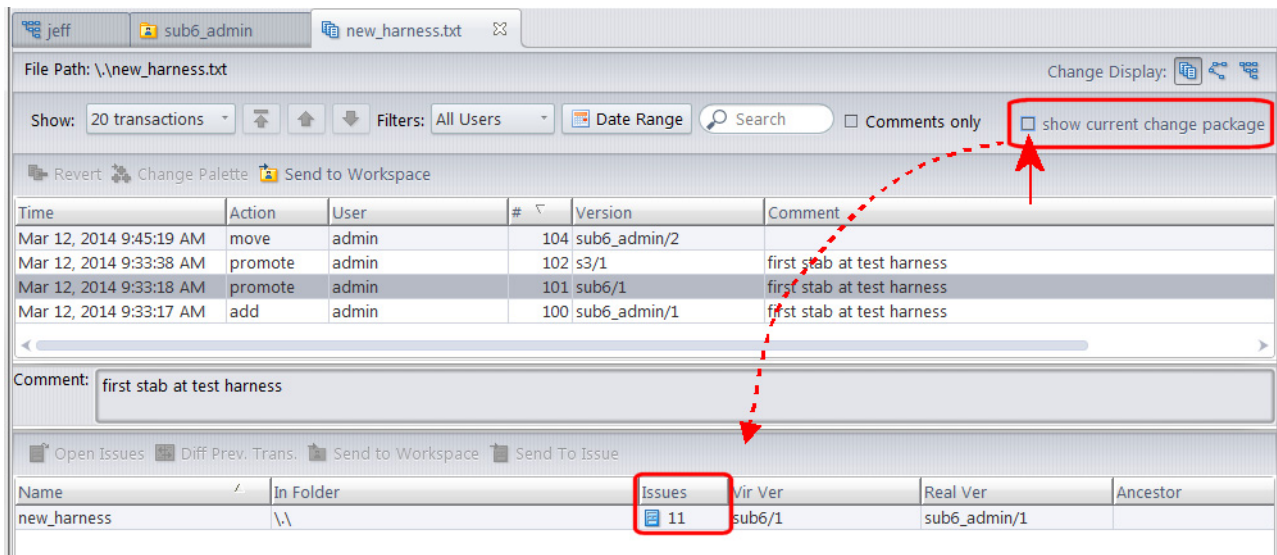 jeff sub6_admin new_harness.txt
File Path: \.\new_harness.txt Change Display:
Show: 20 transactions Filters: All Users Date Range Search Comments only show current change package
Revert Change Palette Send to Workspace
Time Action User # Version Comment
Mar 12, 2014 9:45:19 AM move admin 104 sub6_admin/2
Mar 12, 2014 9:33:38 AM promote admin 102 s3/1 first stab at test harness
Mar 12, 2014 9:33:18 AM promote admin 101 sub6/1 first stab at test harness
Mar 12, 2014 9:33:17 AM add admin 100 sub6_admin/1 first stab at test harness
Comment: first stab at test harness
Open Issues Diff Prev. Trans. Send to Workspace Send To Issue
Name In Folder Issues Vir Ver Real Ver Ancestor
new_harness \.\ 11 sub6/1 sub6_admin/1